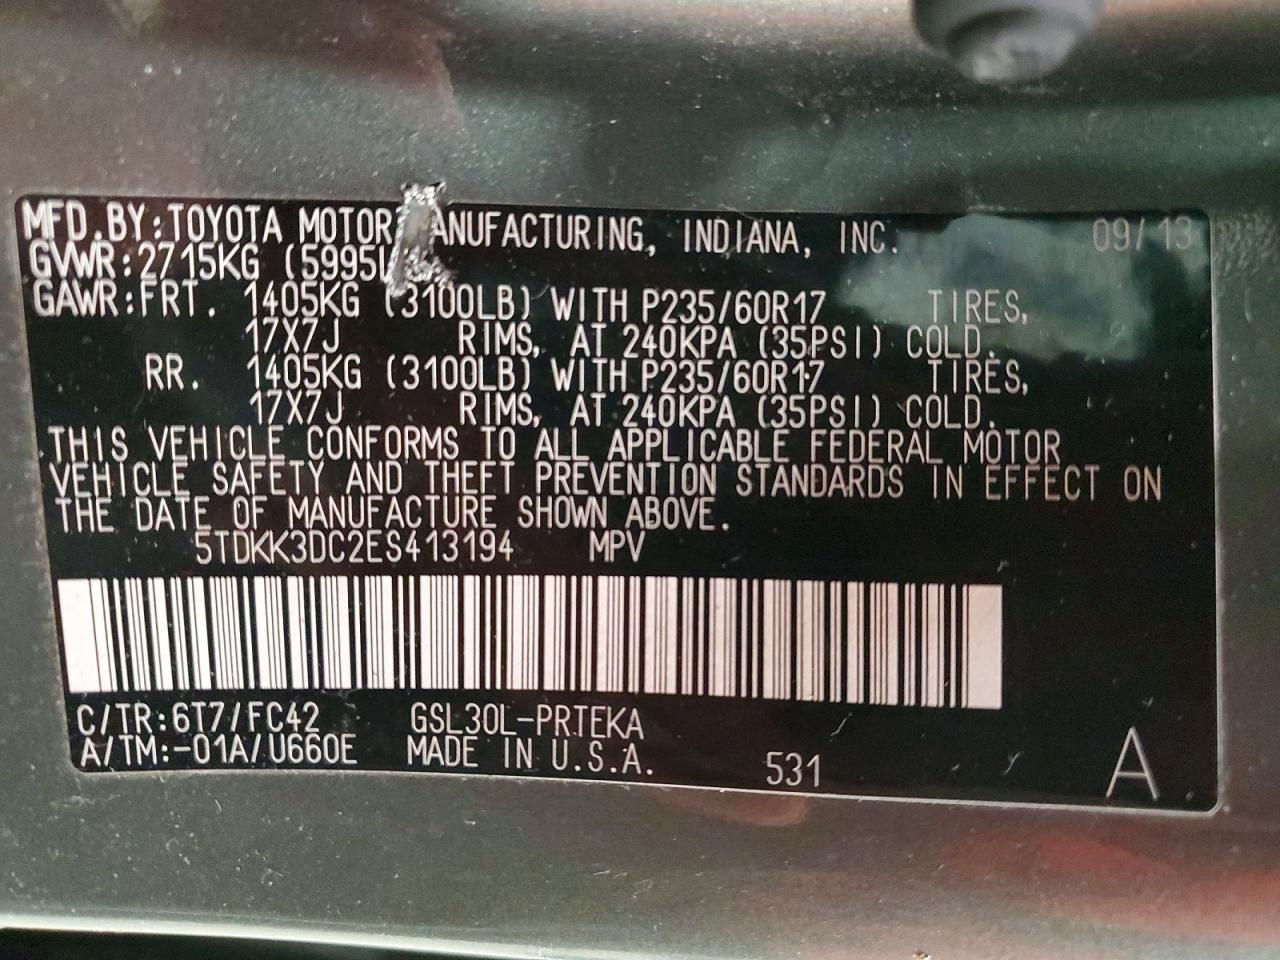 MFD.BY:TOYOTA MOTOR ANUFACTURING, INDIANA, INC. 09/13
GVWR:2715KG (5995L
GAWR:FRT. 1405KG (3100LB) WITH P235/60R17 TIRES,
17X7J RIMS, AT 240KPA (35PSI) COLD.
RR. 1405KG (3100LB) WITH P235/60R17 TIRES,
17X7J RIMS, AT 240KPA (35PSI) COLD.
THIS VEHICLE CONFORMS TO ALL APPLICABLE FEDERAL MOTOR
VEHICLE SAFETY AND THEFT PREVENTION STANDARDS IN EFFECT ON
THE DATE OF MANUFACTURE SHOWN ABOVE.
5TDKK3DC2ES413194 MPV
C/TR:6T7/FC42 GSL30L-PRTEKA
A/TM:-01A/U660E MADE IN U.S.A. 531 A